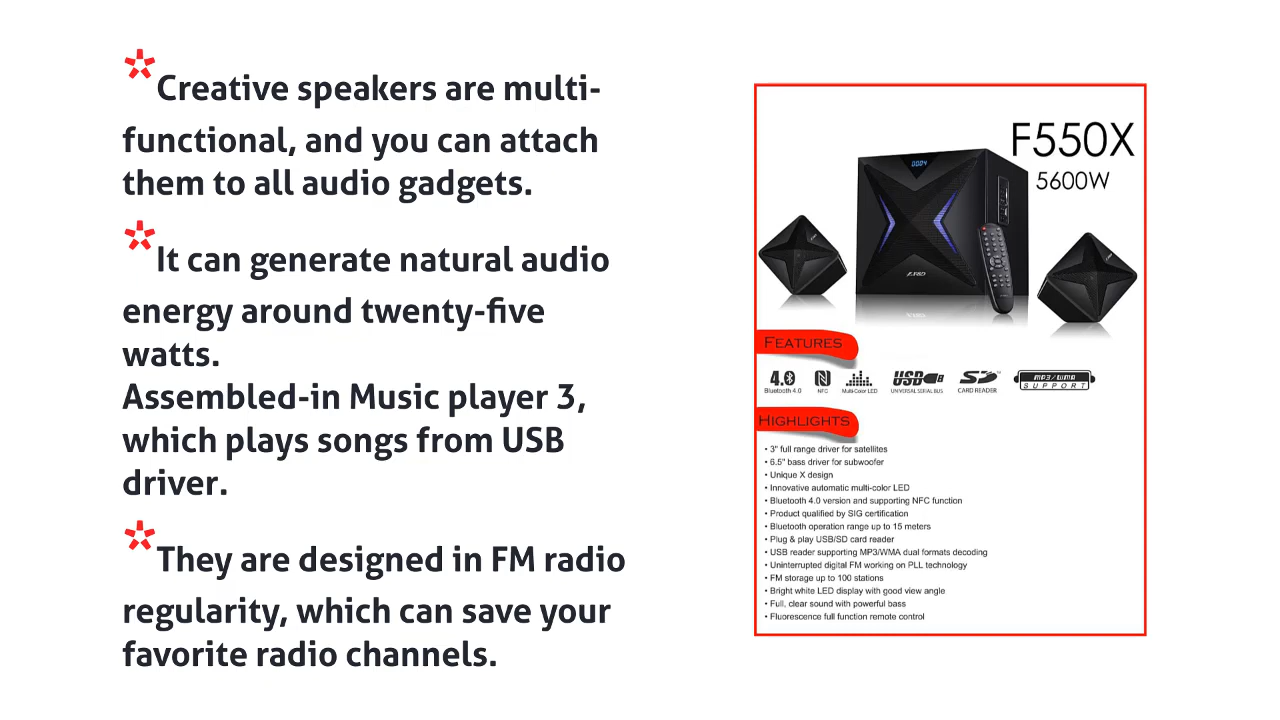 *Creative speakers are multi-
functional, and you can attach
them to all audio gadgets.
*It can generate natural audio
energy around twenty-five
watts.
Assembled-in Music player 3,
which plays songs from USB
driver.
*They are designed in FM radio
regularity, which can save your
favorite radio channels.
F550X
5600W
F&D
FEATURES
4.0
Bluetooth 4.0
NFC
Multi-Color LED
USB
UNIVERSAL SERIAL BUS
SD
CARD READER
MP3/WMA
SUPPORT
HIGHLIGHTS
• 3" full range driver for satellites
• 6.5" bass driver for subwoofer
• Unique X design
• Innovative automatic multi-color LED
• Bluetooth 4.0 version and supporting NFC function
• Product qualified by SIG certification
• Bluetooth operation range up to 15 meters
• Plug & play USB/SD card reader
• USB reader supporting MP3/WMA dual formats decoding
• Uninterrupted digital FM working on PLL technology
• FM storage up to 100 stations
• Bright white LED display with good view angle
• Full, clear sound with powerful bass
• Fluorescence full function remote control